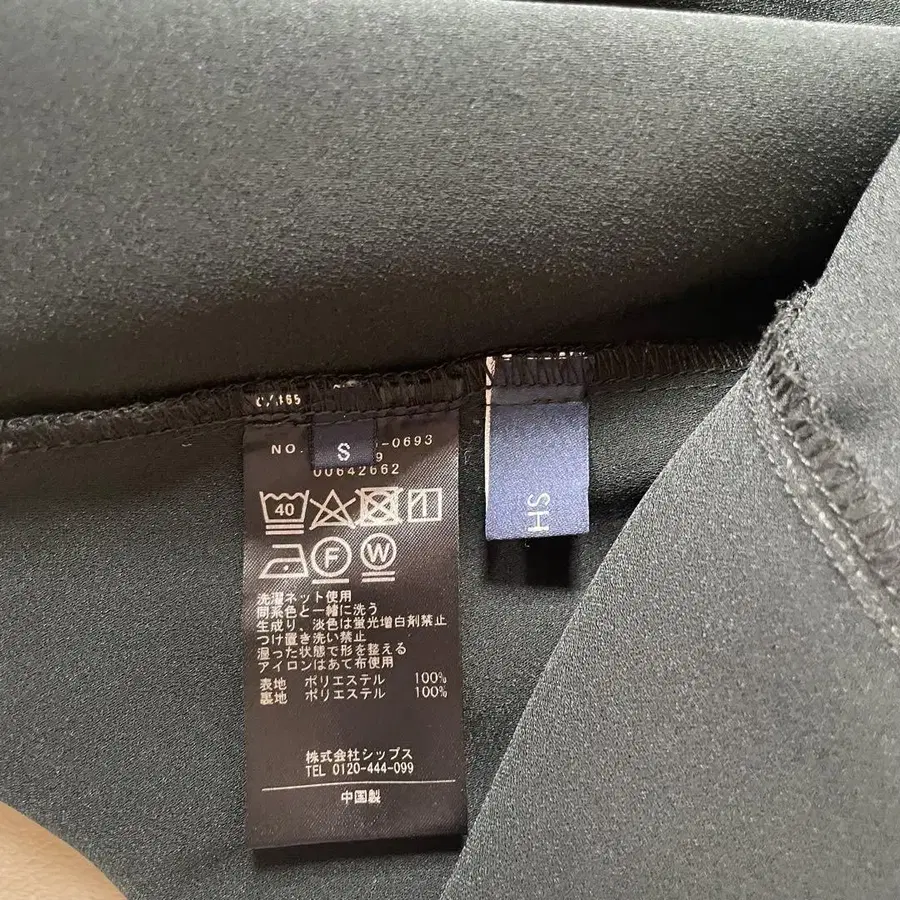 NO.
-0693
S
9
00642662
40
F
W
洗濯ネット使用
同系色と一緒に洗う
生成り、淡色は蛍光増白剤禁止
つけ置き洗い禁止
湿った状態で形を整える
アイロンはあて布使用
表地 ポリエステル 100%
裏地 ポリエステル 100%
株式会社シップス
TEL 0120-444-099
中国製
SH